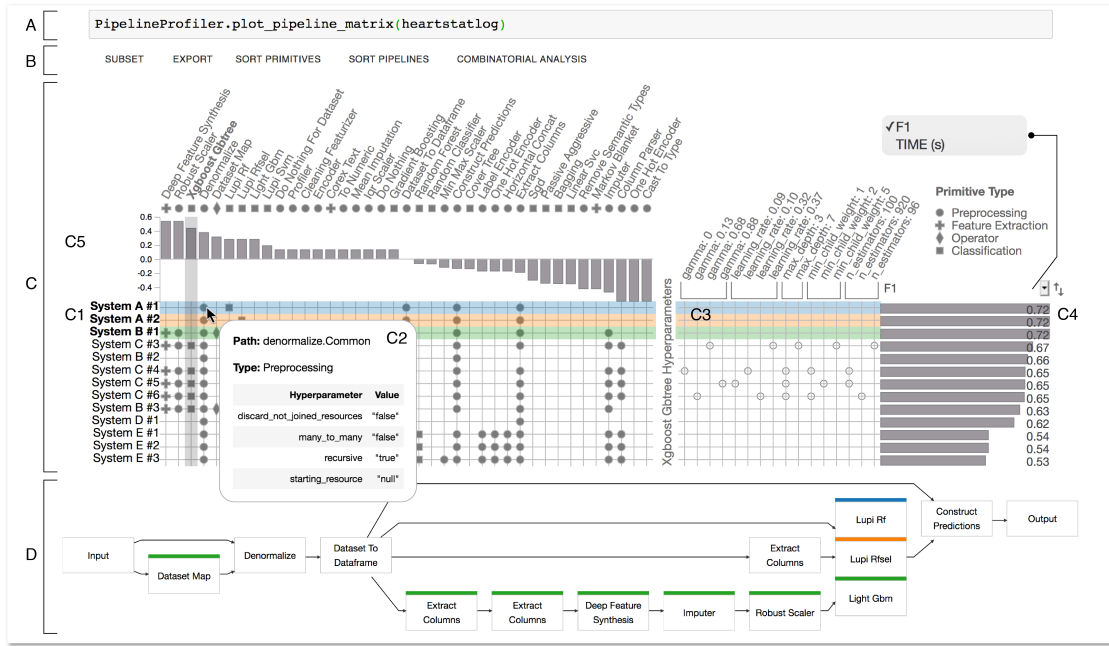 A
PipelineProfiler.plot_pipeline_matrix(heartstatlog)
B
SUBSET EXPORT SORT PRIMITIVES SORT PIPELINES COMBINATORIAL ANALYSIS
C
Deep Feature Synthesis
Robust Scaler
Xgboost Gbtree
Denormalize
Dataset Map
Lupi Rf
Lupi Rfsel
Light Gbm
Lupi Svm
Do Nothing For Dataset
Profiler
Cleaning Featurizer
Encoder
Corex Text
To Numeric
Mean Imputation
Iqr Scaler
Do Nothing
Gradient Boosting
Dataset To Dataframe
Random Forest
Random Classifier
Min Max Scaler
Construct Predictions
Cover Tree
Label Encoder
One Hot Encoder
Horizontal Concat
Extract Columns
Sgd
Passive Aggressive
Bagging
Linear Svc
Remove Semantic Types
Markov Blanket
Imputer
Column Parser
One Hot Encoder
Cast To Type
✓F1
TIME (s)
Primitive Type
Preprocessing
Feature Extraction
Operator
Classification
C5
0.6
0.4
0.2
0.0
-0.2
-0.4
gamma: 0
gamma: 0.13
gamma: 0.68
gamma: 0.88
learning_rate: 0.09
learning_rate: 0.10
learning_rate: 0.32
learning_rate: 0.37
max_depth: 3
max_depth: 7
min_child_weight: 1
min_child_weight: 2
min_child_weight: 5
n_estimators: 100
n_estimators: 920
n_estimators: 96
F1
C1
C2
C3
C4
System A #1 0.72
System A #2 0.72
System B #1 0.72
System C #3 0.67
System B #2 0.66
System C #4 0.65
System C #5 0.65
System C #6 0.65
System B #3 0.63
System D #1 0.62
System E #1 0.54
System E #2 0.54
System E #3 0.53
Xgboost Gbtree Hyperparameters
Path: denormalize.Common
Type: Preprocessing
Hyperparameter Value
discard_not_joined_resources "false"
many_to_many "false"
recursive "true"
starting_resource "null"
D
Input
Dataset Map
Denormalize
Dataset To
Dataframe
Extract
Columns
Extract
Columns
Deep Feature
Synthesis
Imputer
Robust Scaler
Extract
Columns
Lupi Rf
Lupi Rfsel
Light Gbm
Construct
Predictions
Output